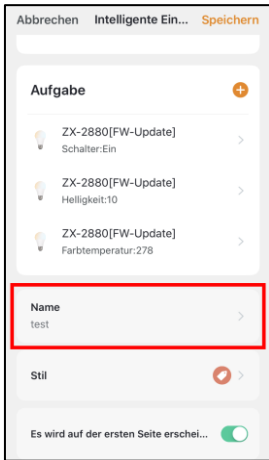 Abbrechen Intelligente Ein... Speichern
Aufgabe
ZX-2880[FW-Update]
Schalter:Ein
ZX-2880[FW-Update]
Helligkeit:10
ZX-2880[FW-Update]
Farbtemperatur:278
Name
test
Stil
Es wird auf der ersten Seite erschei...